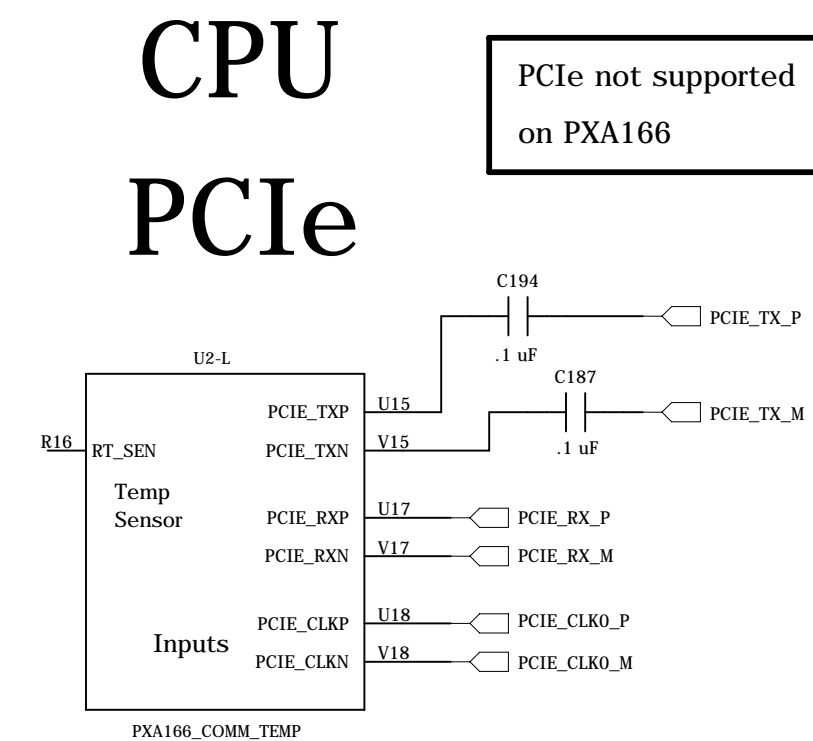 CPU
PCIe
PCIe not supported
on PXA166
C194
.1 uF
PCIE_TX_P
C187
.1 uF
PCIE_TX_M
U2-L
PCIE_TXP U15
R16 RT_SEN PCIE_TXN V15
Temp
Sensor
PCIE_RXP U17 PCIE_RX_P
PCIE_RXN V17 PCIE_RX_M
PCIE_CLKP U18 PCIE_CLK0_P
Inputs
PCIE_CLKN V18 PCIE_CLK0_M
PXA166_COMM_TEMP